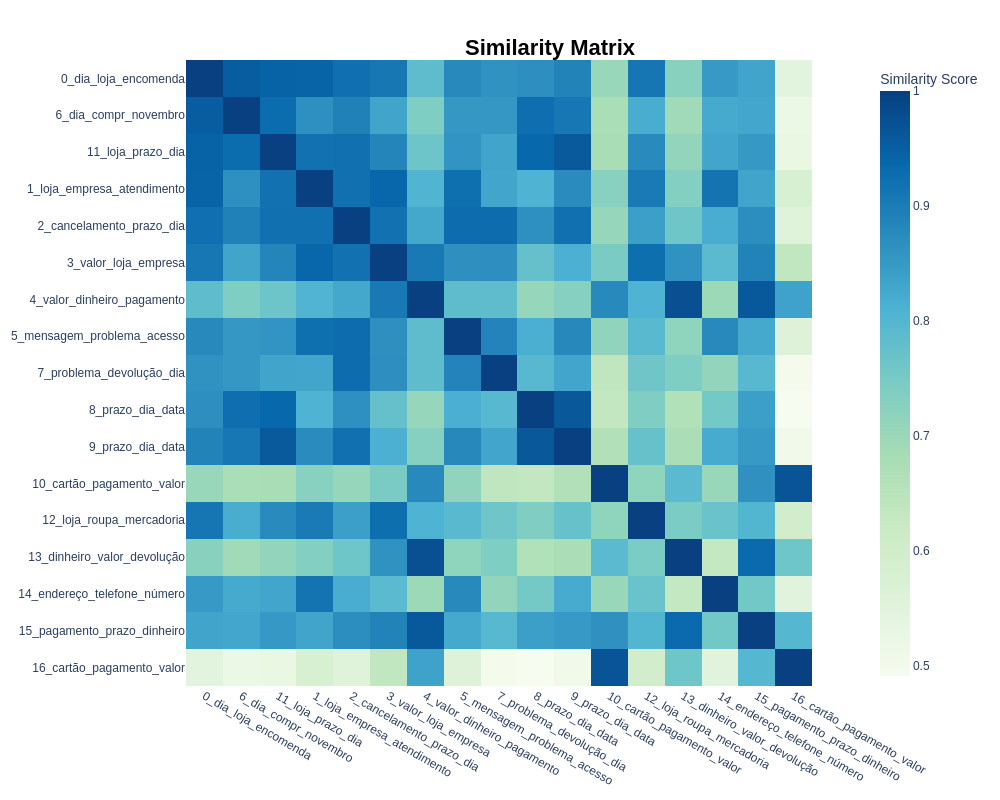 Similarity Matrix
Similarity Score
0_dia_loja_encomenda
6_dia_compr_novembro
11_loja_prazo_dia
1_loja_empresa_atendimento
2_cancelamento_prazo_dia
3_valor_loja_empresa
4_valor_dinheiro_pagamento
5_mensagem_problema_acesso
7_problema_devolução_dia
8_prazo_dia_data
9_prazo_dia_data
10_cartão_pagamento_valor
12_loja_roupa_mercadoria
13_dinheiro_valor_devolução
14_endereço_telefone_número
15_pagamento_prazo_dinheiro
16_cartão_pagamento_valor
1
0.9
0.8
0.7
0.6
0.5
0_dia_loja_encomenda
6_dia_compr_novembro
11_loja_prazo_dia
1_loja_empresa_atendimento
2_cancelamento_prazo_dia
3_valor_loja_empresa
4_valor_dinheiro_pagamento
5_mensagem_problema_acesso
7_problema_devolução_dia
8_prazo_dia_data
9_prazo_dia_data
10_cartão_pagamento_valor
12_loja_roupa_mercadoria
13_dinheiro_valor_devolução
14_endereço_telefone_número
15_pagamento_prazo_dinheiro
16_cartão_pagamento_valor